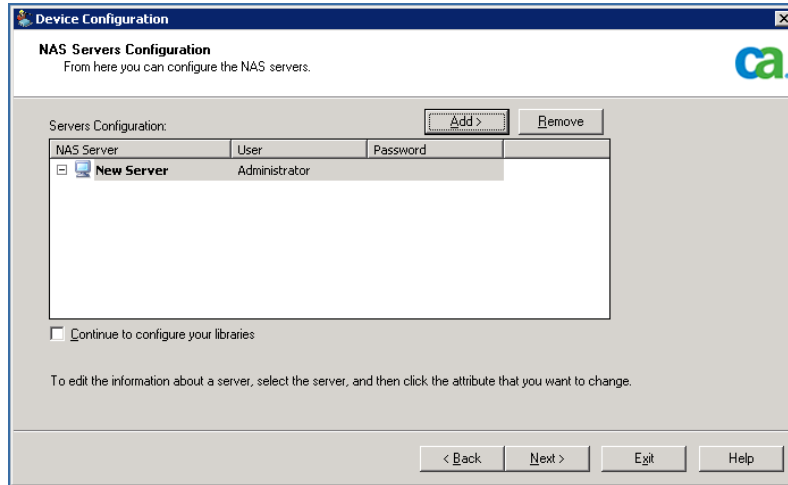 Device Configuration
NAS Servers Configuration
From here you can configure the NAS servers.
ca.
Servers Configuration:
Add >
Remove
NAS Server User Password
New Server Administrator
Continue to configure your libraries
To edit the information about a server, select the server, and then click the attribute that you want to change.
< Back Next > Exit Help